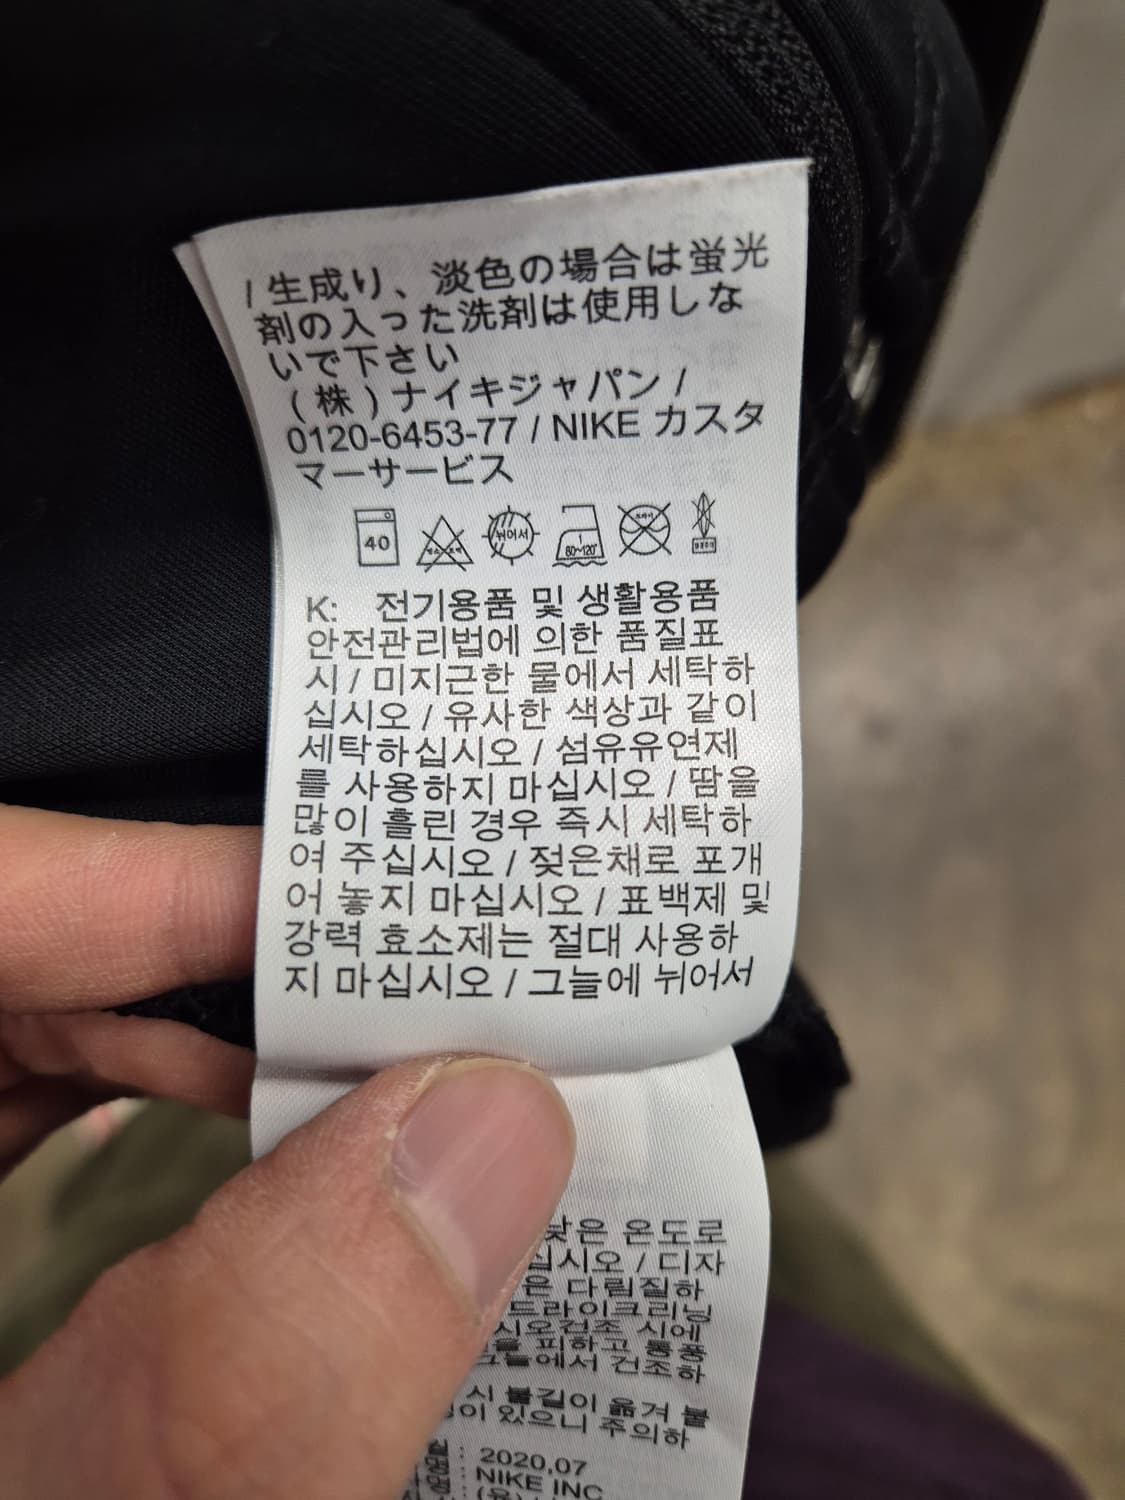 / 生成り、淡色の場合は蛍光
剤の入った洗剤は使用しな
いで下さい
(株)ナイキジャパン /
0120-6453-77 / NIKE カスタ
マーサービス
40
뉘어서
80~120°
드라이
K: 전기용품 및 생활용품
안전관리법에 의한 품질표
시 / 미지근한 물에서 세탁하
십시오 / 유사한 색상과 같이
세탁하십시오 / 섬유유연제
를 사용하지 마십시오 / 땀을
많이 흘린 경우 즉시 세탁하
여 주십시오 / 젖은채로 포개
어 놓지 마십시오 / 표백제 및
강력 효소제는 절대 사용하
지 마십시오 / 그늘에 뉘어서
낮은 온도로
십시오 / 디자
은 다림질하
드라이크리닝
시오건조 시에
을 피하고 통풍
그늘에서 건조하
시 불길이 옮겨 붙
이 있으니 주의하
: 2020,07
: NIKE INC
: (유)